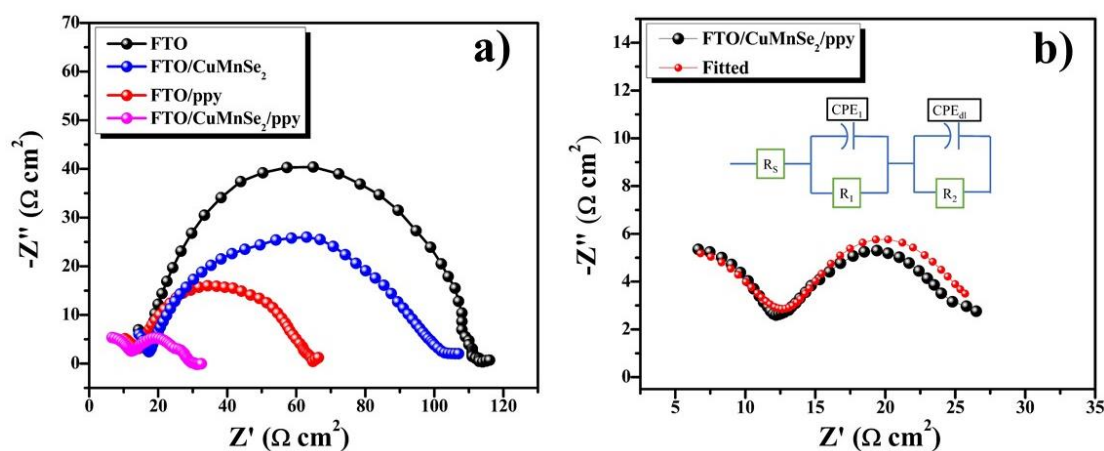 a)
FTO
FTO/CuMnSe₂
FTO/ppy
FTO/CuMnSe₂/ppy
70
60
50
40
30
20
10
0
-Z'' (Ω cm²)
0 20 40 60 80 100 120
Z' (Ω cm²)
b)
FTO/CuMnSe₂/ppy
Fitted
CPE₁
CPE_dl
R_S
R₁
R₂
14
12
10
8
6
4
2
0
-Z'' (Ω cm²)
5 10 15 20 25 30 35
Z' (Ω cm²)